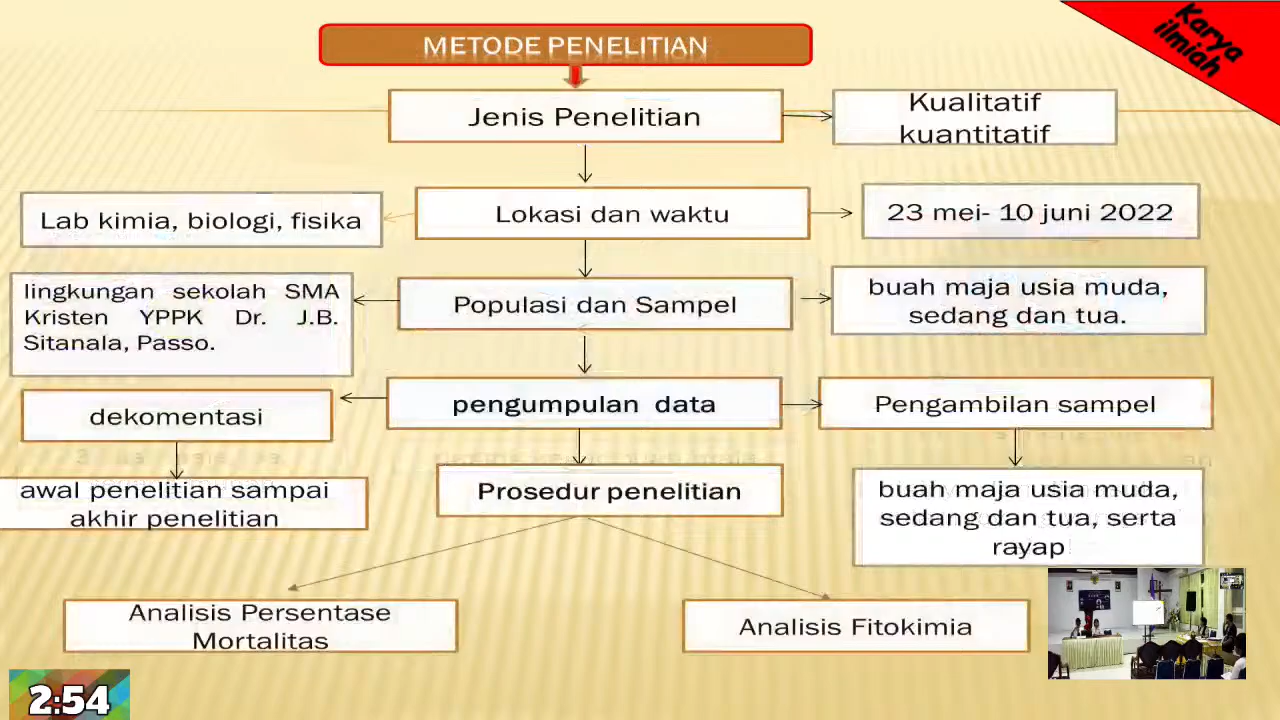 METODE PENELITIAN
Karya
ilmiah
Jenis Penelitian
Kualitatif
kuantitatif
Lab kimia, biologi, fisika
Lokasi dan waktu
23 mei- 10 juni 2022
lingkungan sekolah SMA
Kristen YPPK Dr. J.B.
Sitanala, Passo.
Populasi dan Sampel
buah maja usia muda,
sedang dan tua.
dekomentasi
pengumpulan data
Pengambilan sampel
awal penelitian sampai
akhir penelitian
Prosedur penelitian
buah maja usia muda,
sedang dan tua, serta
rayap
Analisis Persentase
Mortalitas
Analisis Fitokimia
2:54